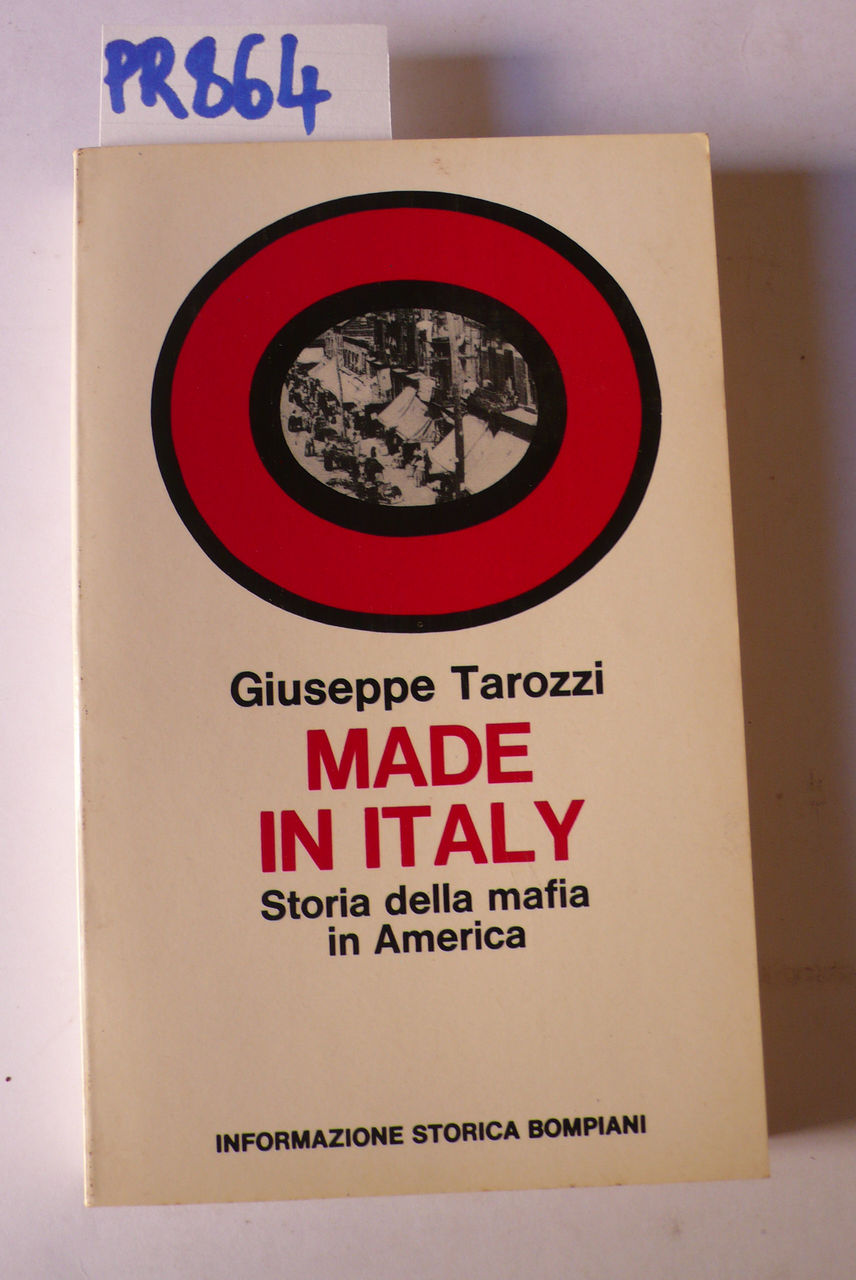 PR864
Giuseppe Tarozzi
MADE
IN ITALY
Storia della mafia
in America
INFORMAZIONE STORICA BOMPIANI